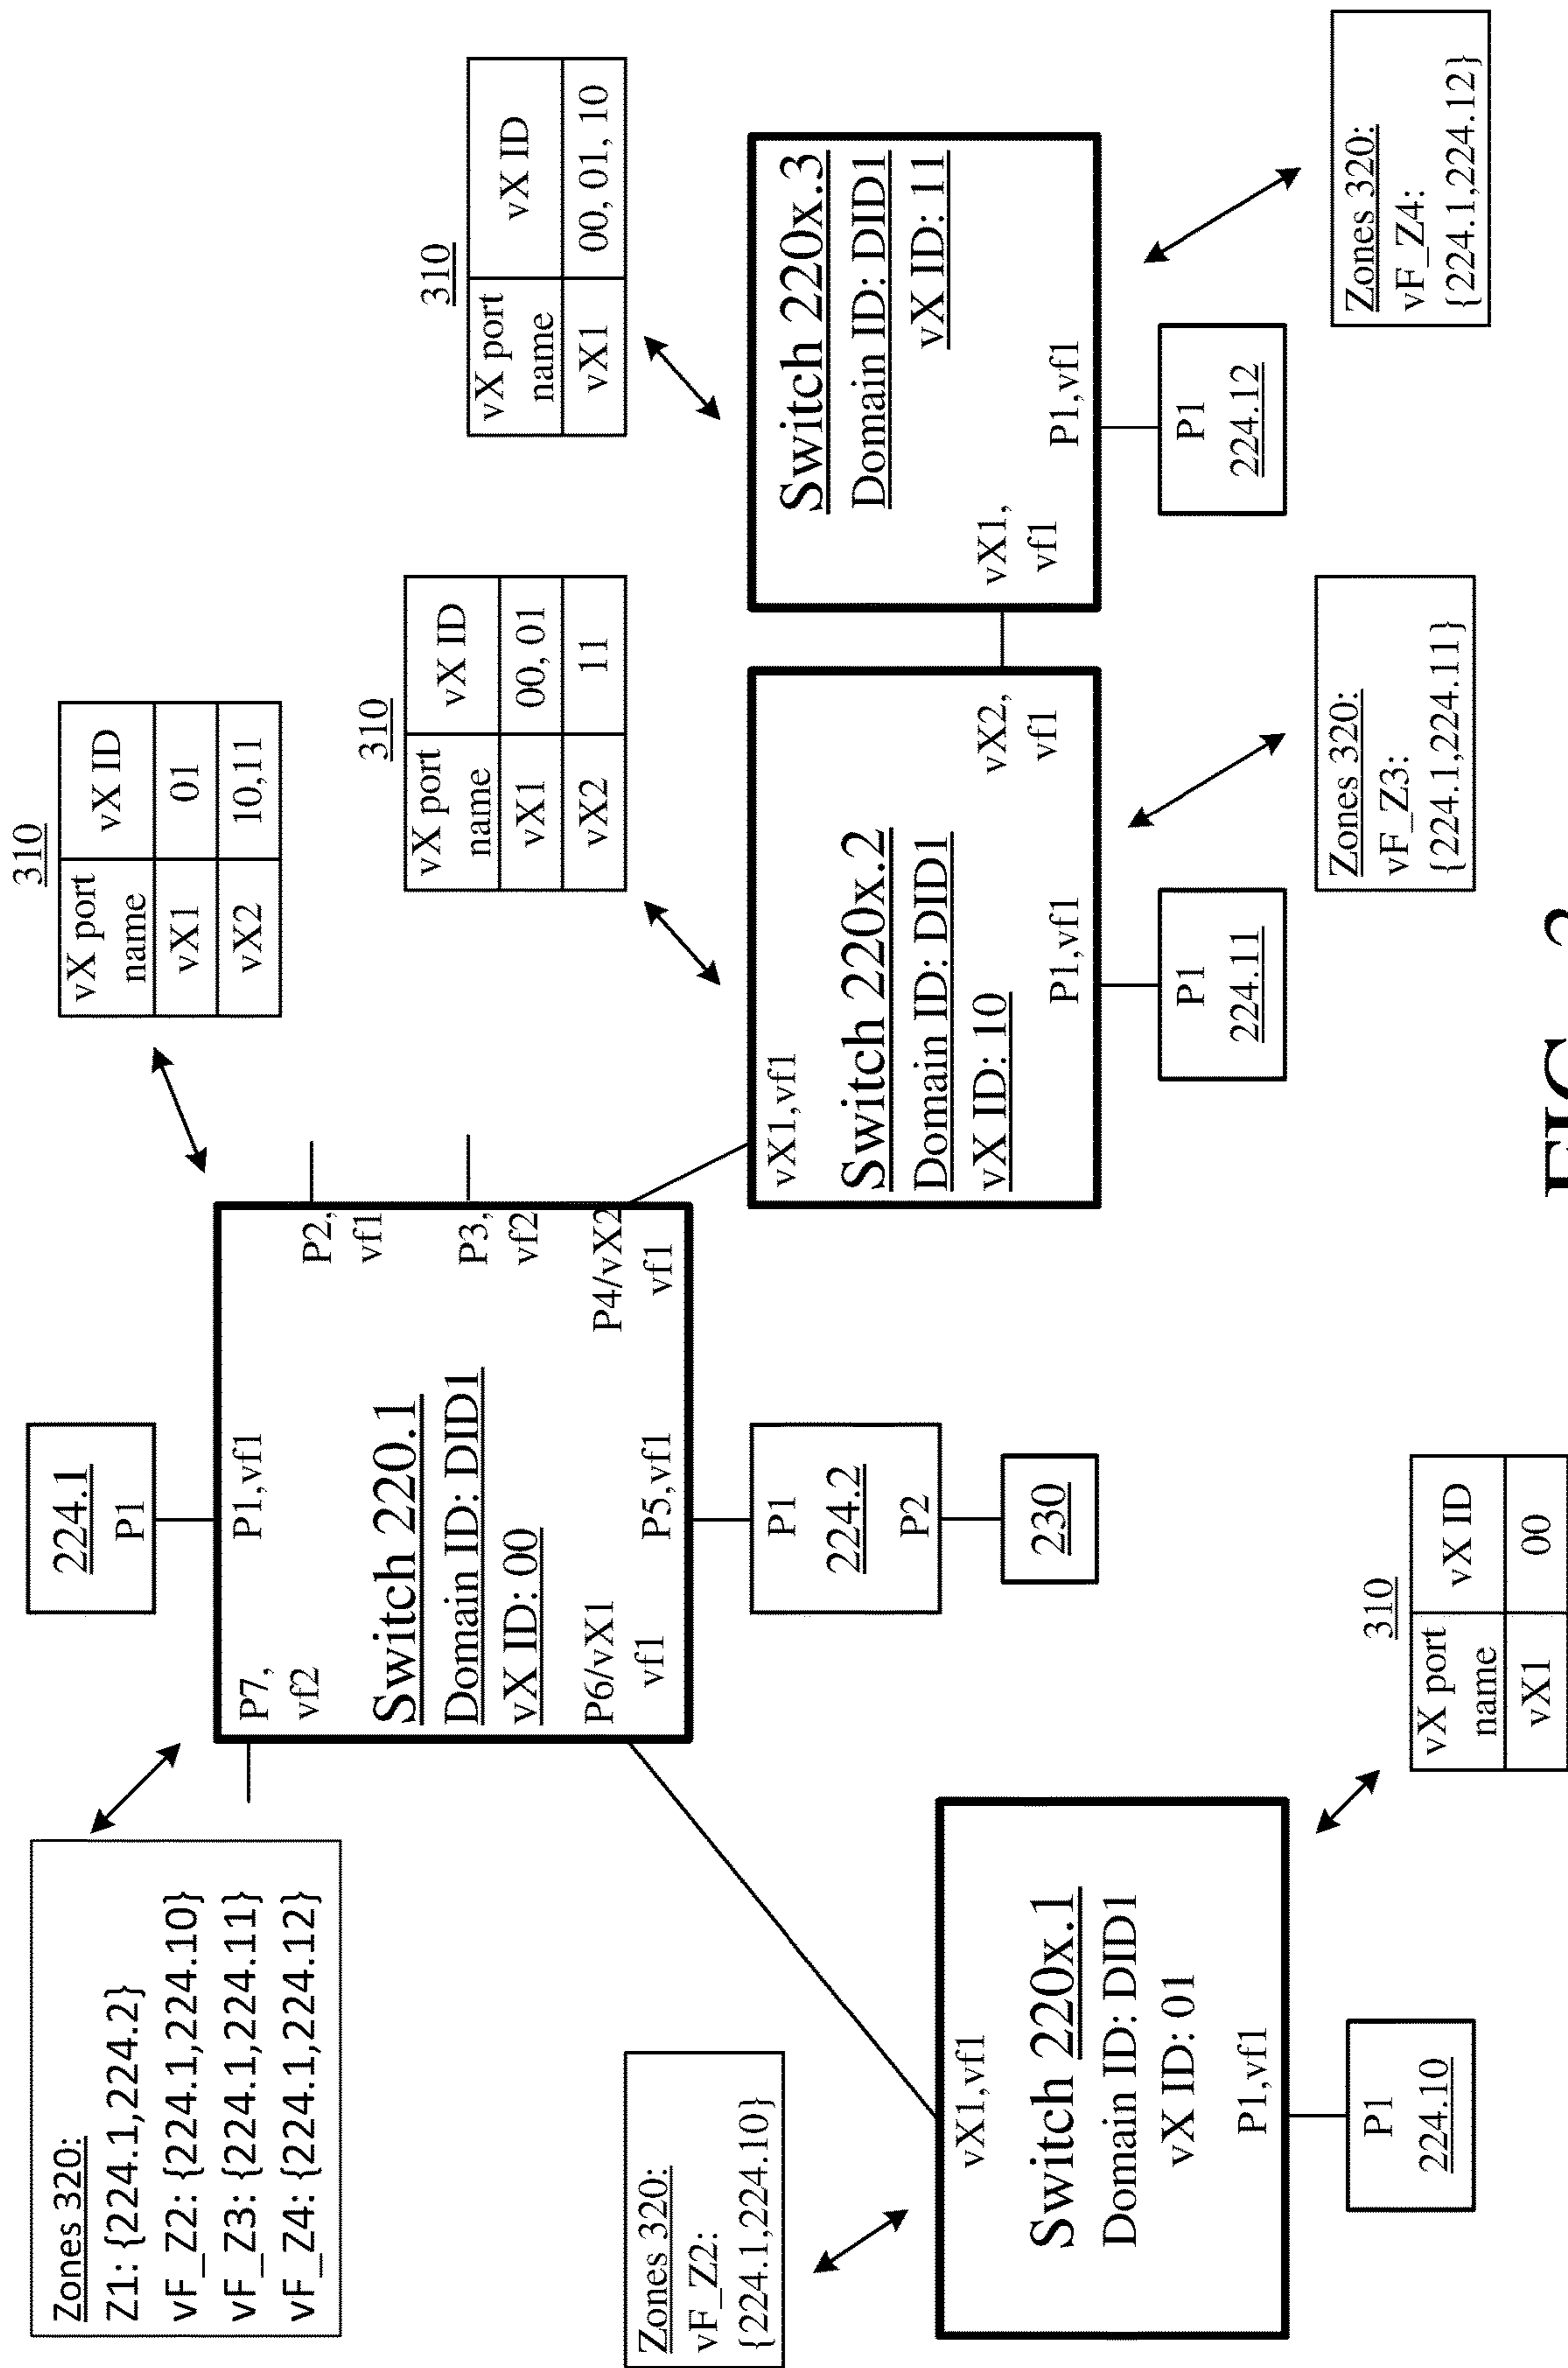 Zones 320:
Z1: {224.1,224.2}
vF_Z2: {224.1,224.10}
vF_Z3: {224.1,224.11}
vF_Z4: {224.1,224.12}
224.1
P1
310
vX port name
vX ID
vX1
01
vX2
10,11
P7,
vf2
P1,vf1
P2,
vf1
Switch 220.1
Domain ID: DID1
vX ID: 00
P3,
vf2
P6/vX1
vf1
P5,vf1
P4/vX2
vf1
310
vX port name
vX ID
vX1
00, 01
vX2
11
310
vX port name
vX ID
vX1
00, 01, 10
Zones 320:
vF_Z2:
{224.1,224.10}
P1
224.2
P2
230
vX1,vf1
Switch 220x.2
Domain ID: DID1
vX ID: 10
vX2,
vf1
P1,vf1
Switch 220x.3
Domain ID: DID1
vX ID: 11
vX1,
vf1
P1,vf1
vX1,vf1
Switch 220x.1
Domain ID: DID1
vX ID: 01
P1,vf1
P1
224.11
P1
224.12
P1
224.10
310
vX port name
vX ID
vX1
00
Zones 320:
vF_Z3:
{224.1,224.11}
Zones 320:
vF_Z4:
{224.1,224.12}